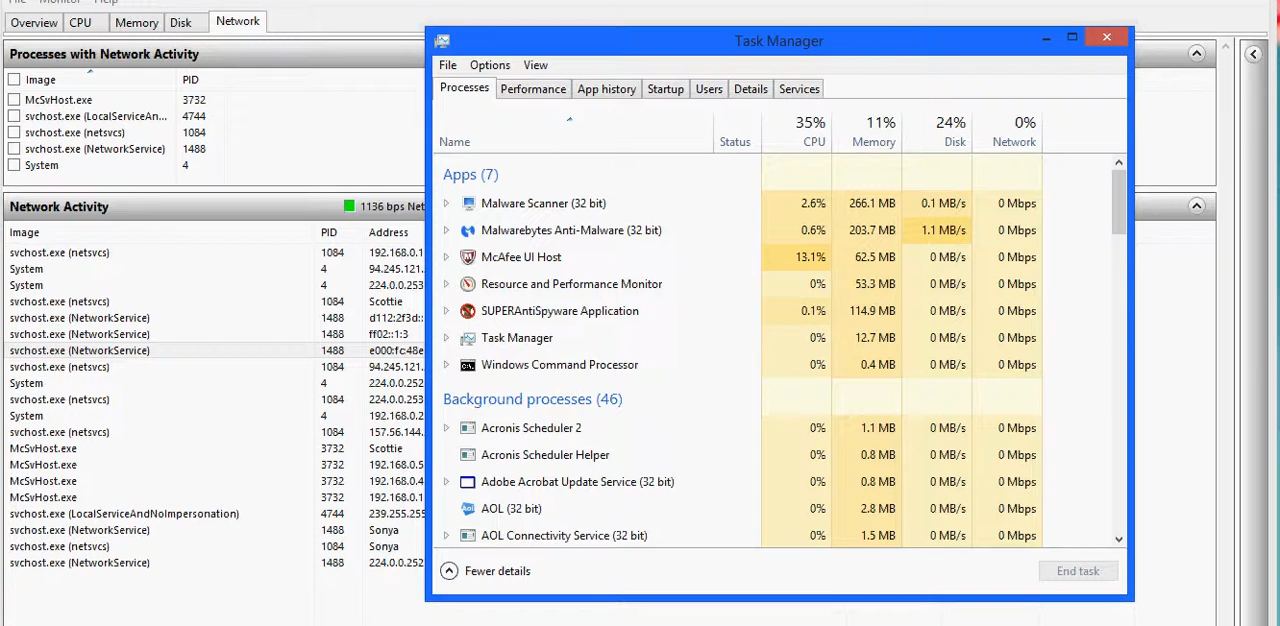 File Monitor Help
Overview CPU Memory Disk Network
Processes with Network Activity
Image PID
McSvHost.exe 3732
svchost.exe (LocalServiceAn... 4744
svchost.exe (netsvcs) 1084
svchost.exe (NetworkService) 1488
System 4
Network Activity 1136 bps Net
Image PID Address
svchost.exe (netsvcs) 1084 192.168.0.1
System 4 94.245.121.
System 4 224.0.0.252
svchost.exe (netsvcs) 1084 Scottie
svchost.exe (NetworkService) 1488 d112:2f3d::
svchost.exe (NetworkService) 1488 ff02::1:3
svchost.exe (NetworkService) 1488 e000:fc:48e
svchost.exe (netsvcs) 1084 94.245.121.
System 4 224.0.0.252
svchost.exe (netsvcs) 1084 224.0.0.253
System 4 192.168.0.2
svchost.exe (netsvcs) 1084 157.56.144.
McSvHost.exe 3732 Scottie
McSvHost.exe 3732 192.168.0.5
McSvHost.exe 3732 192.168.0.4
McSvHost.exe 3732 192.168.0.1
svchost.exe (LocalServiceAndNoImpersonation) 4744 239.255.255
svchost.exe (NetworkService) 1488 Sonya
svchost.exe (netsvcs) 1084 Sonya
svchost.exe (NetworkService) 1488 224.0.0.252
Task Manager
File Options View
Processes Performance App history Startup Users Details Services
35% 11% 24% 0%
Name Status CPU Memory Disk Network
Apps (7)
Malware Scanner (32 bit) 2.6% 266.1 MB 0.1 MB/s 0 Mbps
Malwarebytes Anti-Malware (32 bit) 0.6% 203.7 MB 1.1 MB/s 0 Mbps
McAfee UI Host 13.1% 62.5 MB 0 MB/s 0 Mbps
Resource and Performance Monitor 0% 53.3 MB 0 MB/s 0 Mbps
SUPERAntiSpyware Application 0.1% 114.9 MB 0 MB/s 0 Mbps
Task Manager 0% 12.7 MB 0 MB/s 0 Mbps
Windows Command Processor 0% 0.4 MB 0 MB/s 0 Mbps
Background processes (46)
Acronis Scheduler 2 0% 1.1 MB 0 MB/s 0 Mbps
Acronis Scheduler Helper 0% 0.8 MB 0 MB/s 0 Mbps
Adobe Acrobat Update Service (32 bit) 0% 0.8 MB 0 MB/s 0 Mbps
AOL (32 bit) 0% 2.8 MB 0 MB/s 0 Mbps
AOL Connectivity Service (32 bit) 0% 1.5 MB 0 MB/s 0 Mbps
Fewer details End task